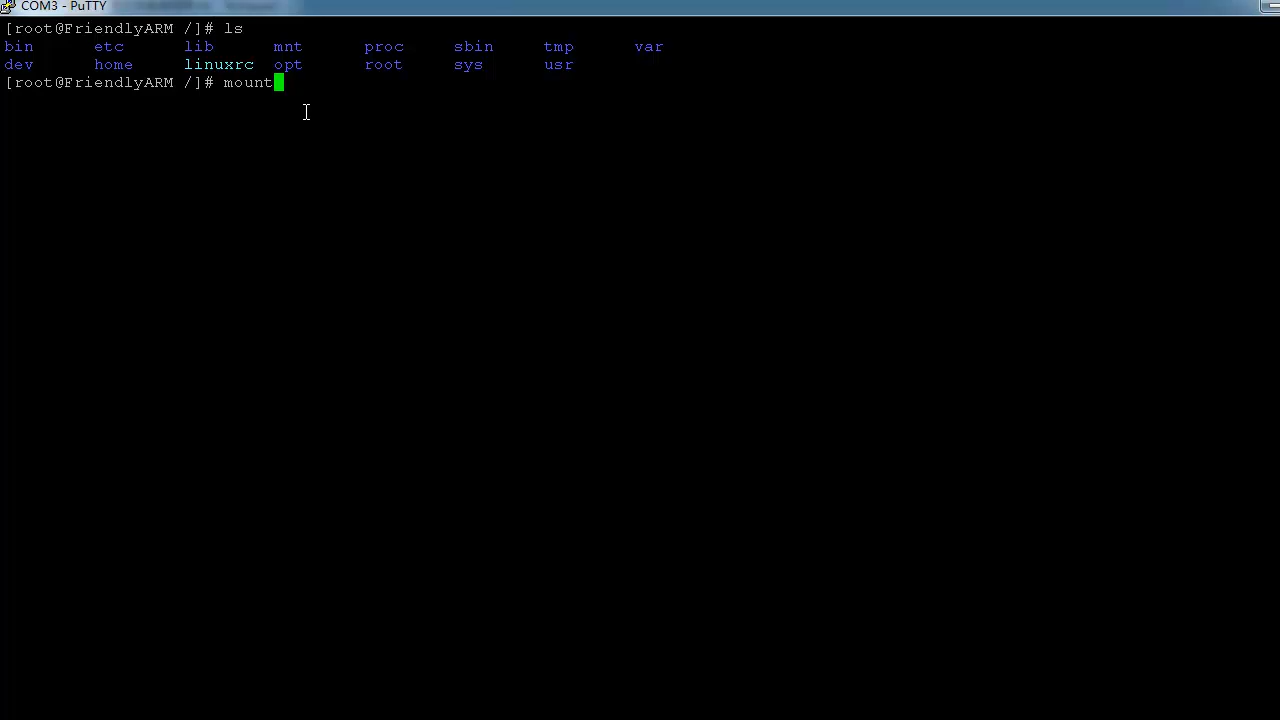 COM3 - PuTTY
[root@FriendlyARM /]# ls
bin etc lib mnt proc sbin tmp var
dev home linuxrc opt root sys usr
[root@FriendlyARM /]# mount